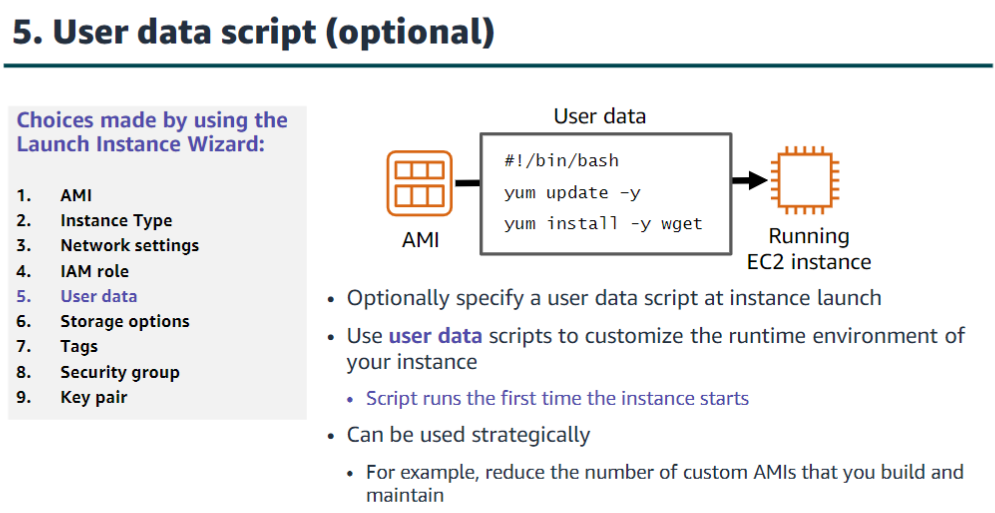 5. User data script (optional)
Choices made by using the
Launch Instance Wizard:
1. AMI
2. Instance Type
3. Network settings
4. IAM role
5. User data
6. Storage options
7. Tags
8. Security group
9. Key pair
User data
#!/bin/bash
yum update -y
yum install -y wget
AMI
Running
EC2 instance
• Optionally specify a user data script at instance launch
• Use user data scripts to customize the runtime environment of
your instance
• Script runs the first time the instance starts
• Can be used strategically
• For example, reduce the number of custom AMIs that you build and
maintain